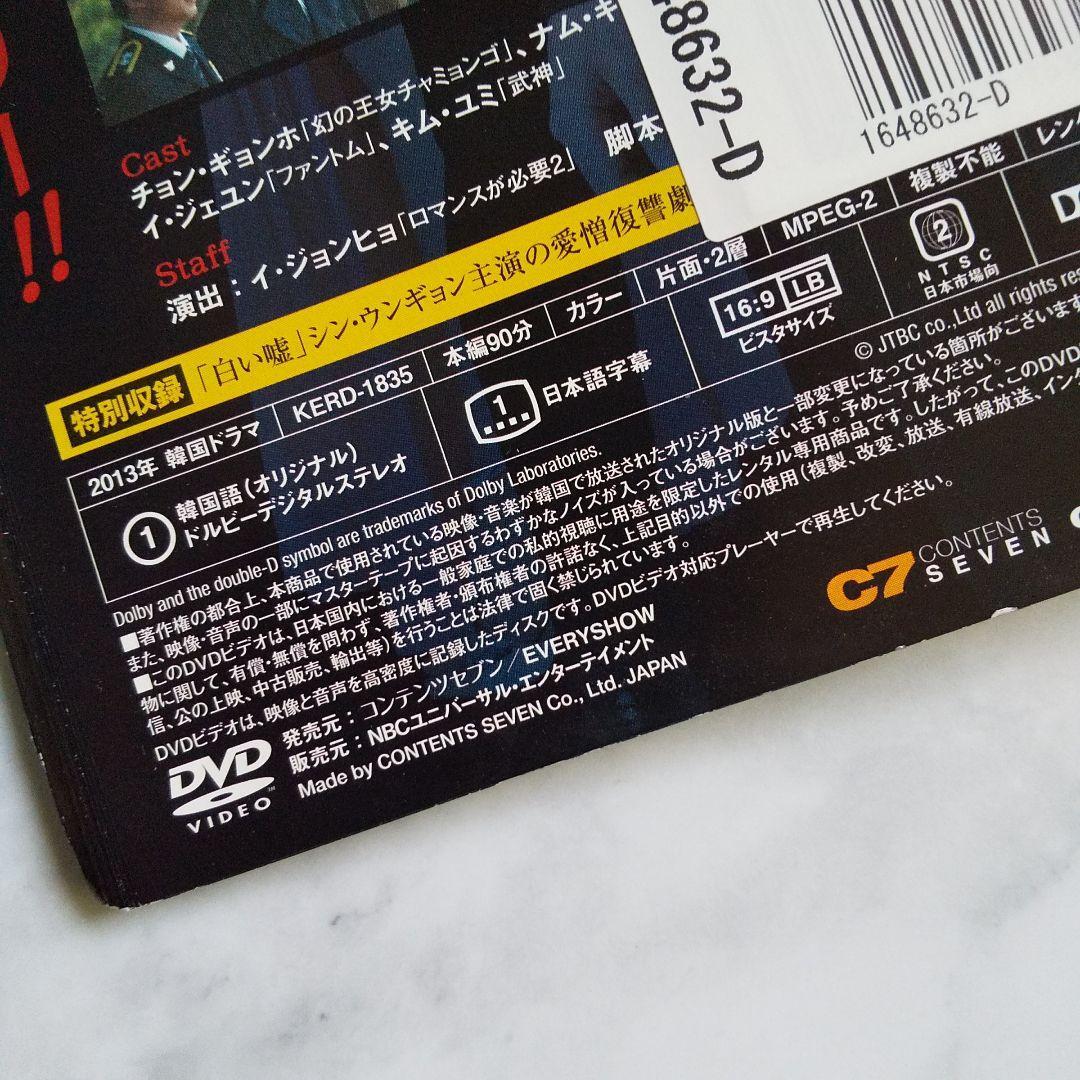 !!
Cast
チョン・ギョンホ「幻の王女チャミョンゴ」、ナム・キ
イ・ジェユン「ファントム」、キム・ユミ「武神」
Staff
演出：イ・ジョンヒョ「ロマンスが必要2」 脚本
48632-D
1648632-D
特別収録 「白い嘘」シン・ウンギョン主演の愛憎復讐劇
2013年 韓国ドラマ KERD-1835 本編90分 カラー 片面・2層 MPEG-2 複製不能 レン
① 韓国語(オリジナル)
ドルビーデジタルステレオ
1... 日本語字幕
16:9 LB
ビスタサイズ
2
NTSC
日本市場向
© JTBC co.,Ltd all rights res
Dolby and the double-D symbol are trademarks of Dolby Laboratories.
■著作権の都合上、本商品で使用されている映像・音楽が韓国で放送されたオリジナル版と一部変更になっている箇所がございます。
また、映像・音声の一部にマスターテープに起因するわずかなノイズが入っている場合がございます。予めご了承ください。
■このDVDビデオは、日本国内における一般家庭での私的視聴に用途を限定したレンタル専用商品です。したがって、このDVD
物に関して、有償・無償を問わず、著作権者・頒布権者の許諾なく、上記目的以外での使用(複製、改変、放送、有線放送、インタ
信、公の上映、中古販売、輸出等)を行うことは法律で固く禁じられています。
DVDビデオは、映像と音声を高密度に記録したディスクです。DVDビデオ対応プレーヤーで再生してください。
DVD
VIDEO
発売元：コンテンツセブン/EVERYSHOW
販売元：NBCユニバーサル・エンターテイメント
Made by CONTENTS SEVEN Co., Ltd. JAPAN
C7 CONTENTS
SEVEN